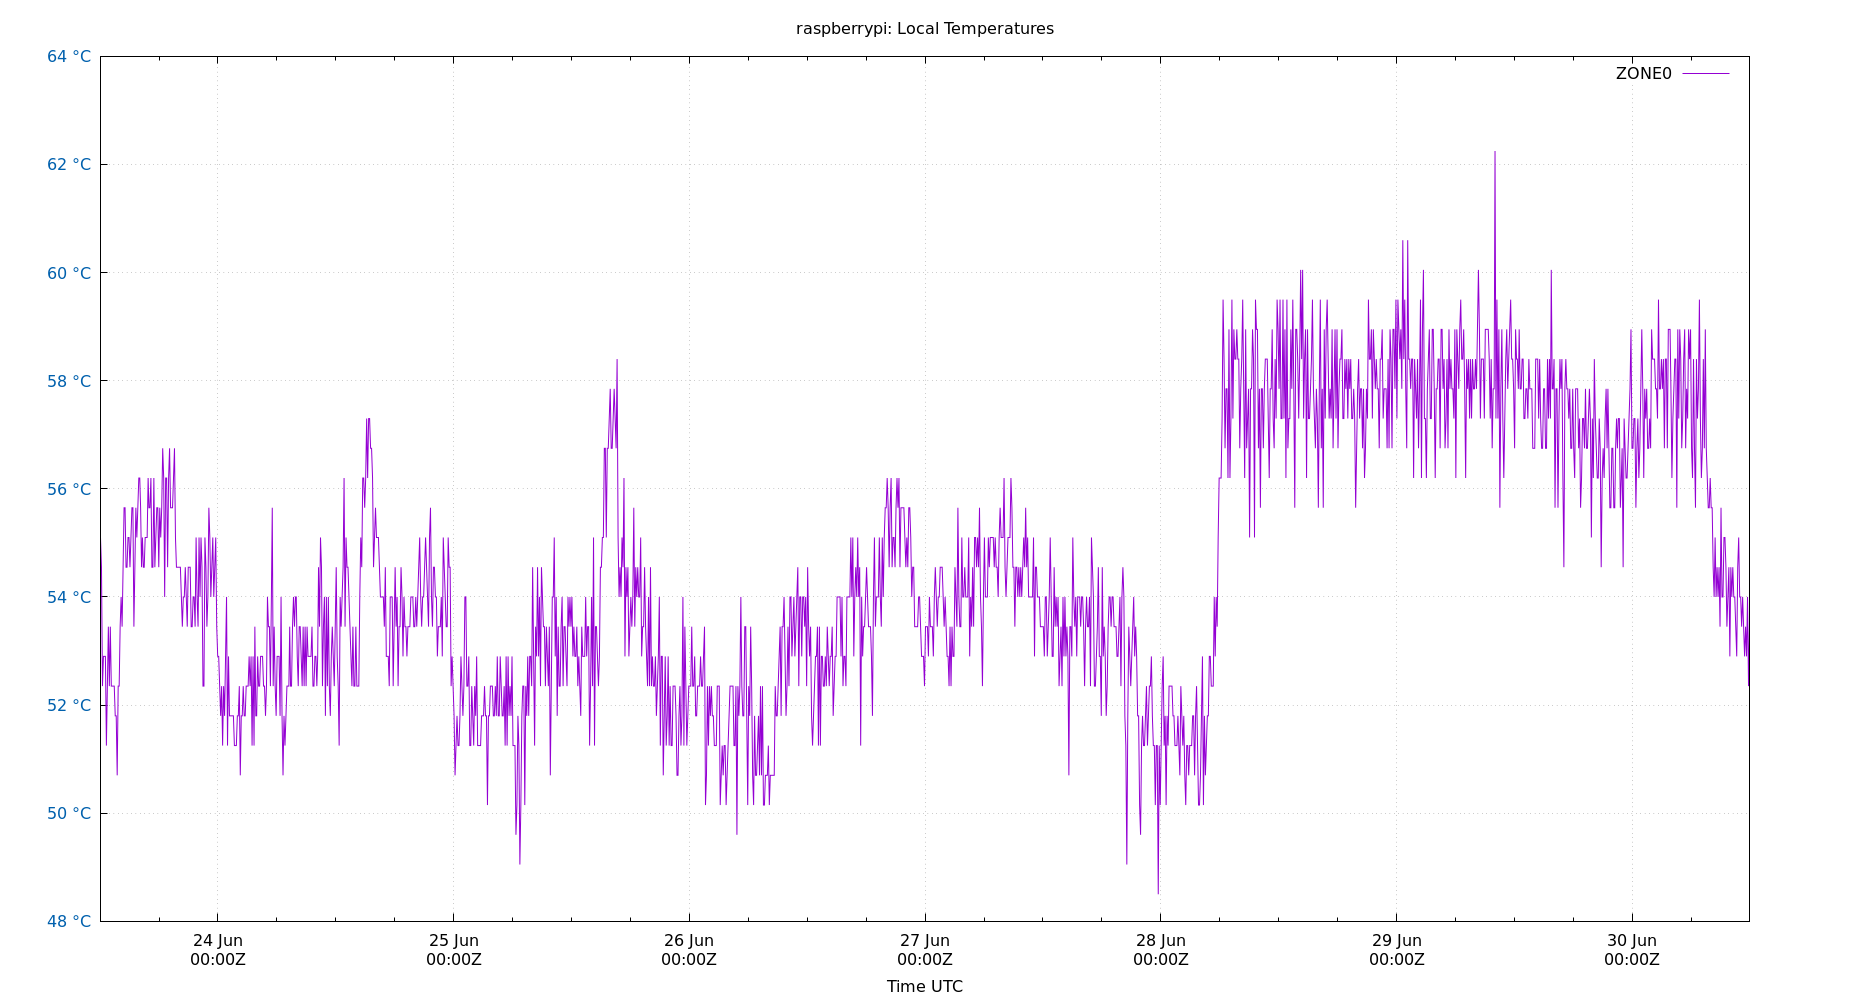 raspberrypi: Local Temperatures
64 °C
ZONE0
62 °C
60 °C
58 °C
56 °C
54 °C
52 °C
50 °C
48 °C
24 Jun 25 Jun 26 Jun 27 Jun 28 Jun 29 Jun 30 Jun
00:00Z 00:00Z 00:00Z 00:00Z 00:00Z 00:00Z 00:00Z
Time UTC